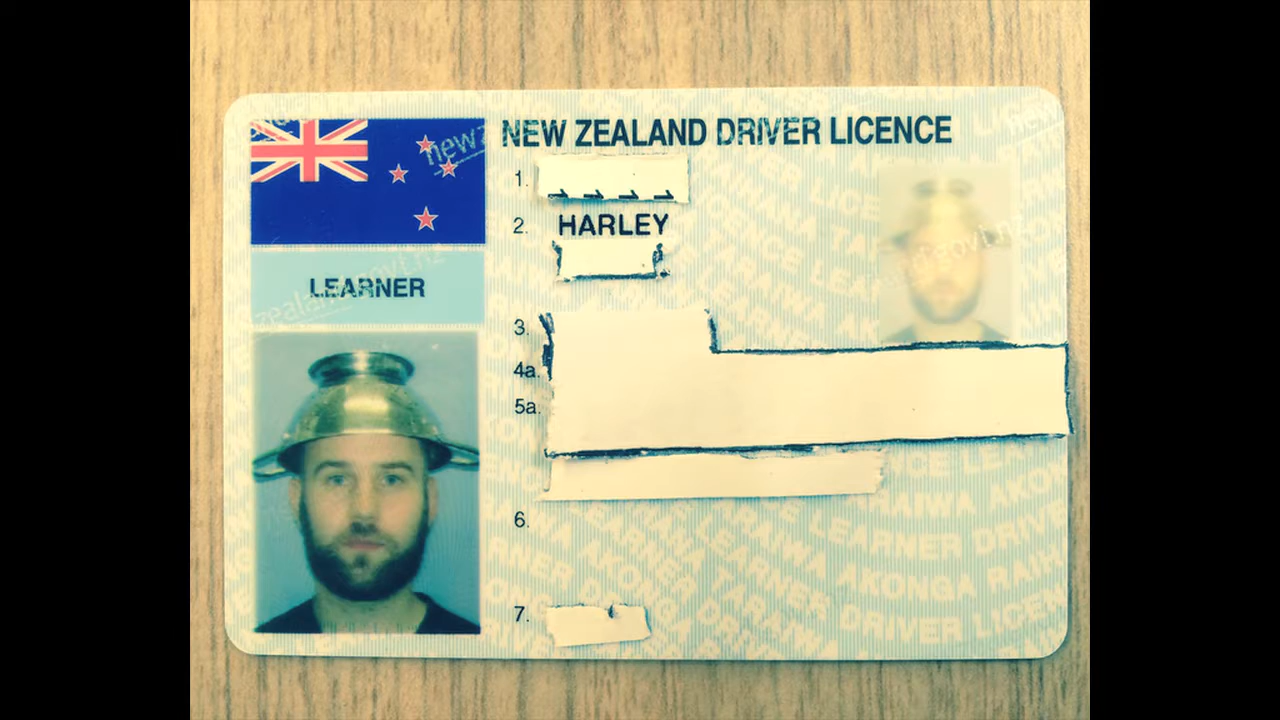 NEW ZEALAND DRIVER LICENCE
1.
2. HARLEY
LEARNER
3.
4a.
5a.
6.
7.